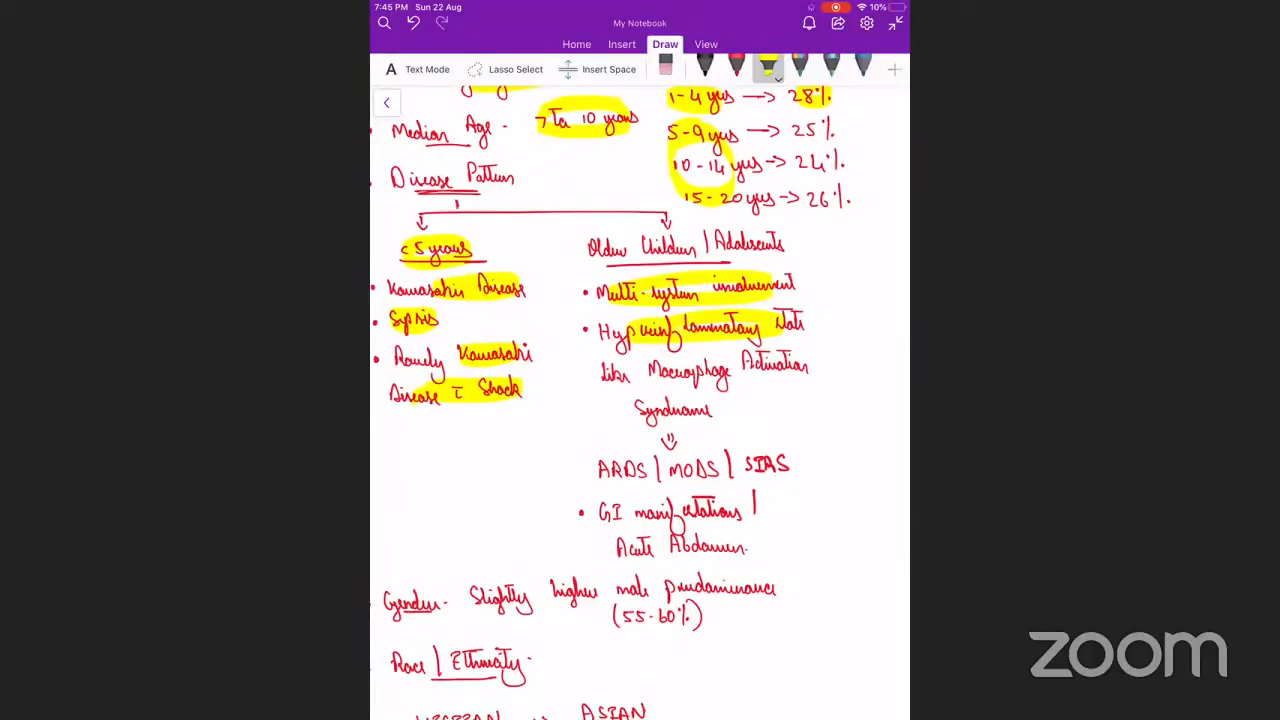 7:45 PM Sun 22 Aug
10%
My Notebook
Home Insert Draw View
A Text Mode Lasso Select Insert Space
1-4 yrs → 28%
Median Age - 7 to 10 years
5-9 yrs → 25%
10-14 yrs → 24%
Disease Pattern
15-20 yrs → 26%
< 5 years
Older Children / Adolescents
• Kawasaki Disease
• Multi-system involvement
• Sepsis
• Hyperinflammatory state
• Rarely Kawasaki
like Macrophage Activation
Disease c Shock
Syndrome
ARDS / MODS / SIRS
• GI manifestations /
Acute Abdomen.
Gender - Slightly higher male predominance
(55-60%)
Race / Ethnicity -
ASIAN
zoom